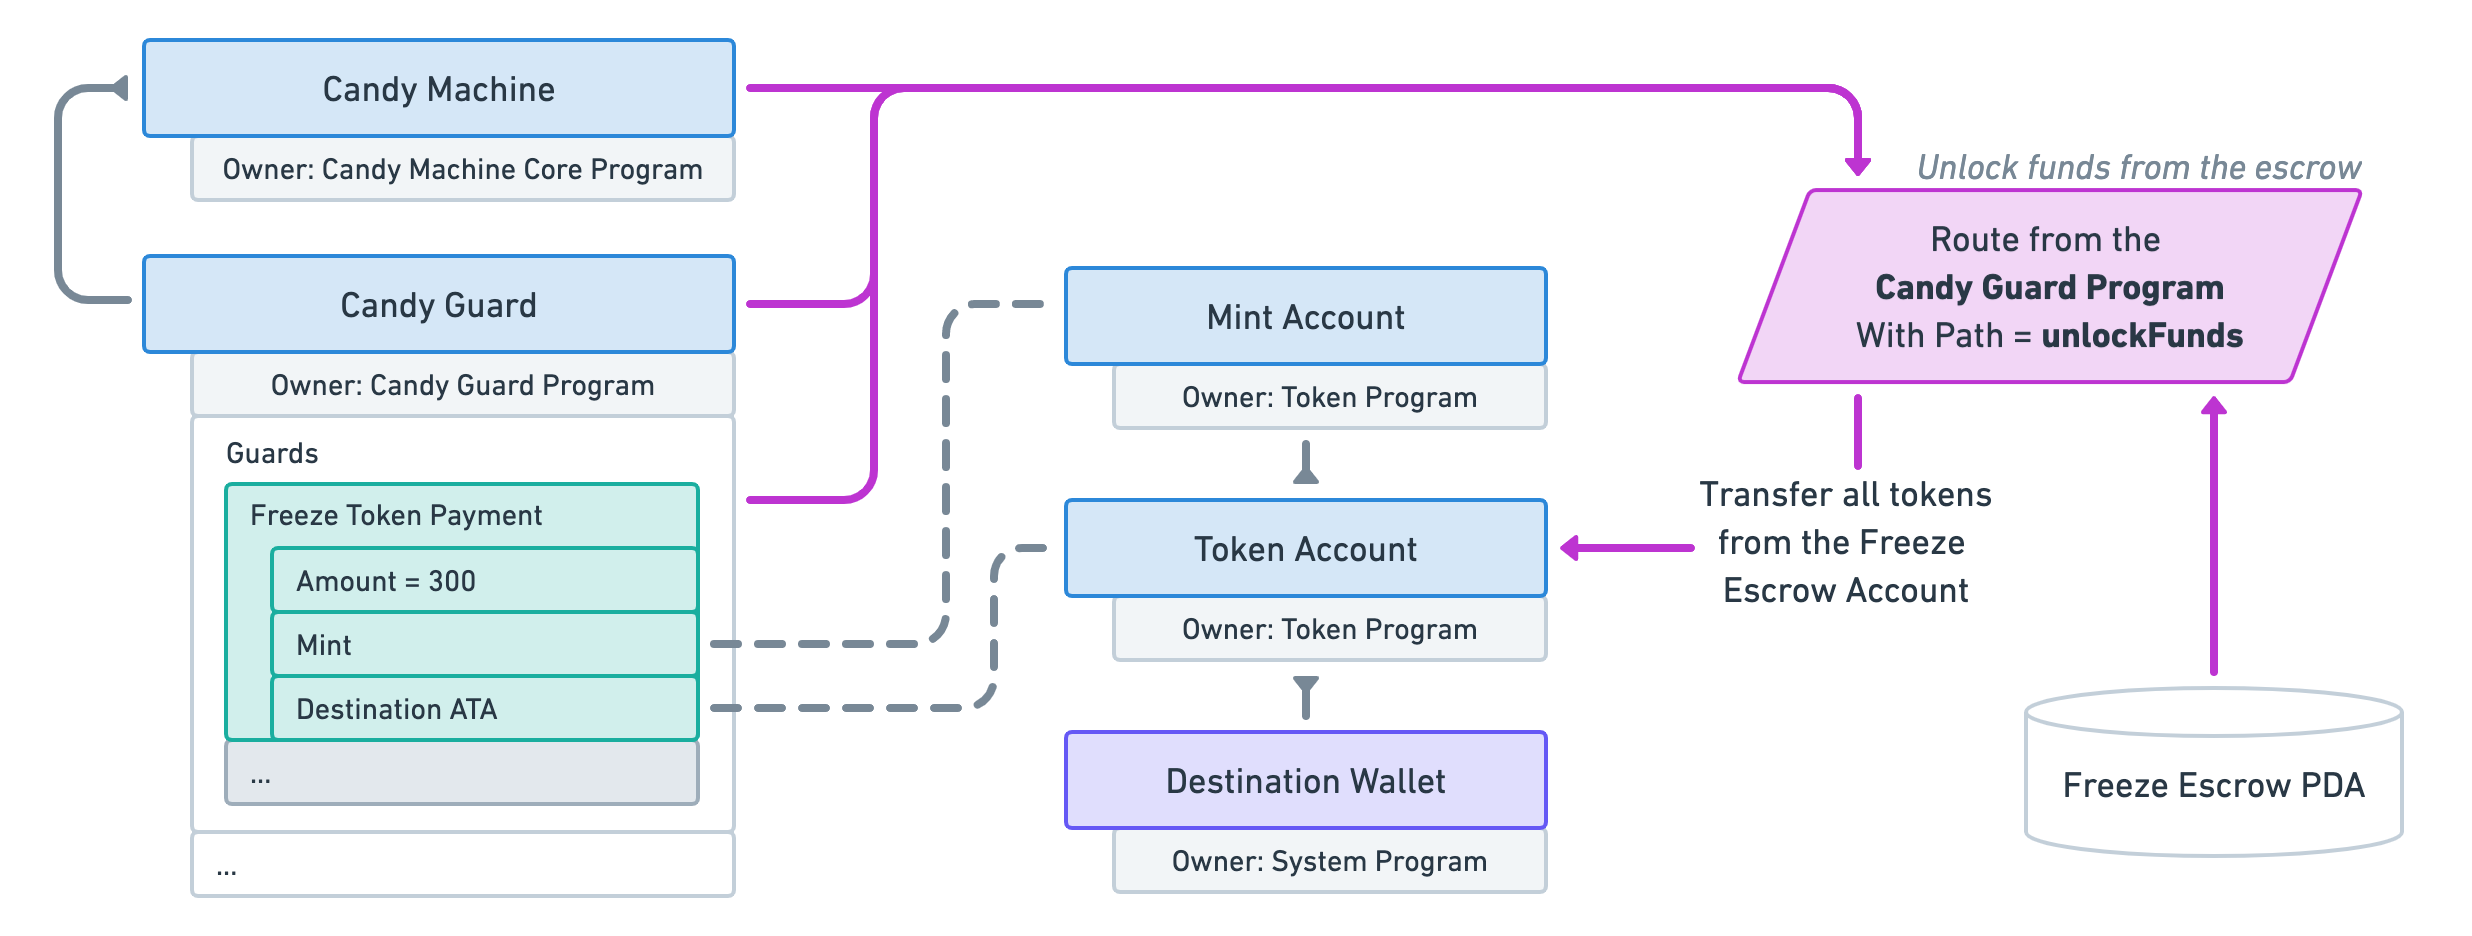 Candy Machine
Owner: Candy Machine Core Program
Candy Guard
Owner: Candy Guard Program
Guards
Freeze Token Payment
Amount = 300
Mint
Destination ATA
...
...
Mint Account
Owner: Token Program
Token Account
Owner: Token Program
Destination Wallet
Owner: System Program
Unlock funds from the escrow
Route from the
Candy Guard Program
With Path = unlockFunds
Transfer all tokens
from the Freeze
Escrow Account
Freeze Escrow PDA